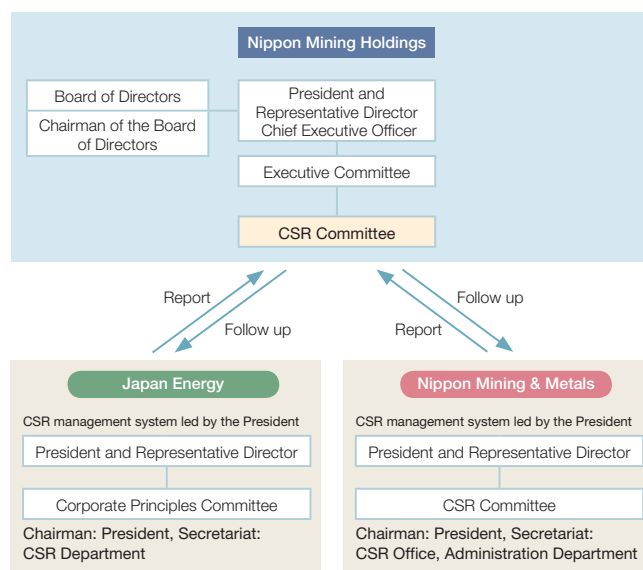 Nippon Mining Holdings
Board of Directors
Chairman of the Board
of Directors
President and
Representative Director
Chief Executive Officer
Executive Committee
CSR Committee
Report
Follow up
Follow up
Report
Japan Energy
CSR management system led by the President
President and Representative Director
Corporate Principles Committee
Chairman: President, Secretariat:
CSR Department
Nippon Mining & Metals
CSR management system led by the President
President and Representative Director
CSR Committee
Chairman: President, Secretariat:
CSR Office, Administration Department